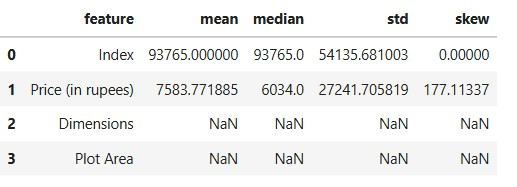 feature mean median std skew
0 Index 93765.000000 93765.0 54135.681003 0.00000
1 Price (in rupees) 7583.771885 6034.0 27241.705819 177.11337
2 Dimensions NaN NaN NaN NaN
3 Plot Area NaN NaN NaN NaN